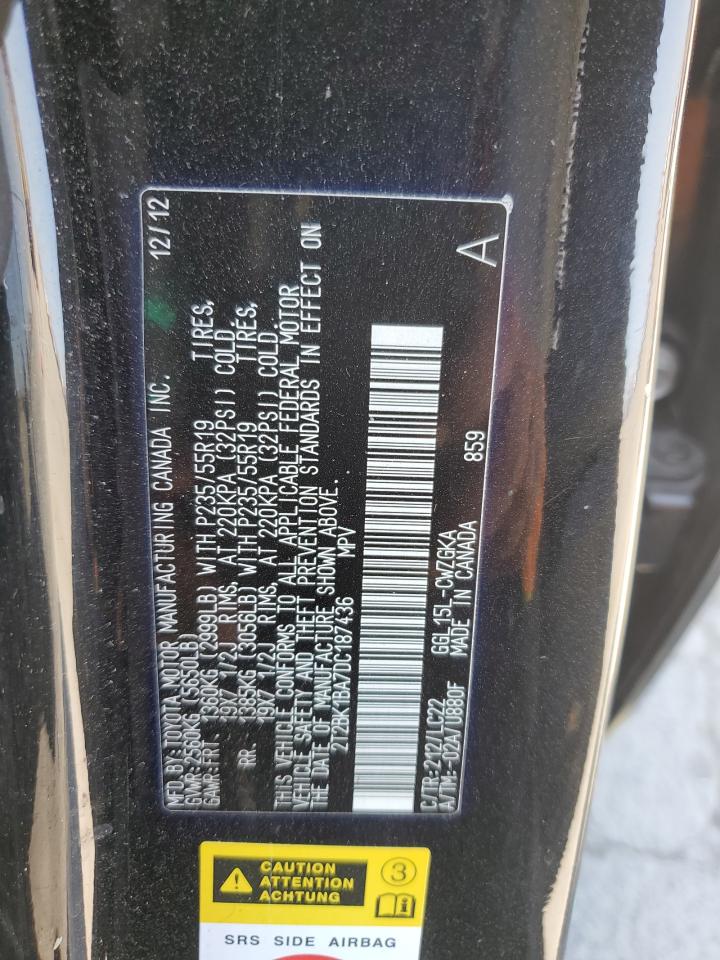 MFD. BY: TOYOTA MOTOR MANUFACTURING CANADA INC. 12/12
GVWR: 2560KG (5650LB)
GAWR: FRT. 1360KG (2999LB) WITH P235/55R19 TIRES,
19X7 1/2J RIMS, AT 220KPA (32PSI) COLD.
RR. 1385KG (3056LB) WITH P235/55R19 TIRES,
19X7 1/2J RIMS, AT 220KPA (32PSI) COLD.
THIS VEHICLE CONFORMS TO ALL APPLICABLE FEDERAL MOTOR
VEHICLE SAFETY AND THEFT PREVENTION STANDARDS IN EFFECT ON
THE DATE OF MANUFACTURE SHOWN ABOVE.
2T2BK1BA7DC187436 MPV
C/TR: 212/LC22 GGL15L-CWZGKA 859 A
A/TM: -02A/U880F MADE IN CANADA
CAUTION
ATTENTION
ACHTUNG
3
SRS SIDE AIRBAG